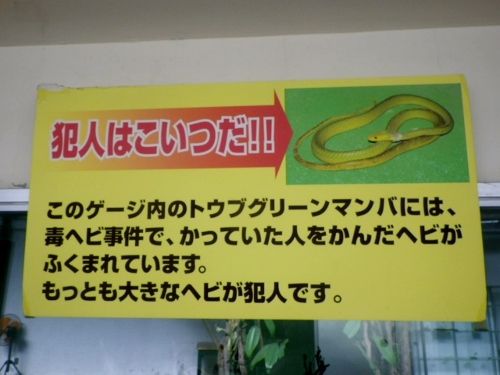 犯人はこいつだ!!
このゲージ内のトウブグリーンマンバには、
毒ヘビ事件で、かっていた人をかんだヘビが
ふくまれています。
もっとも大きなヘビが犯人です。